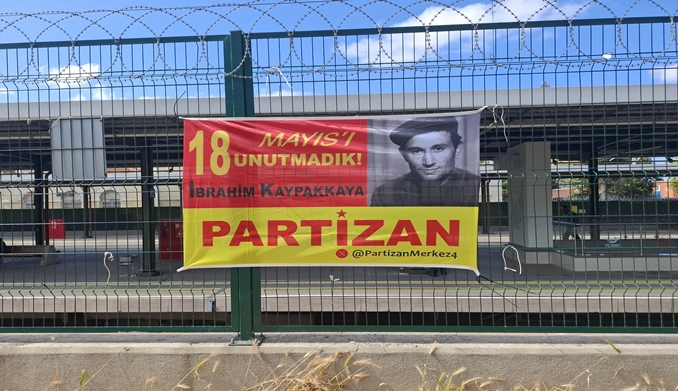 18 MAYIS'I
UNUTMADIK!
İBRAHİM KAYPAKKAYA
PARTİZAN
@PartizanMerkez4